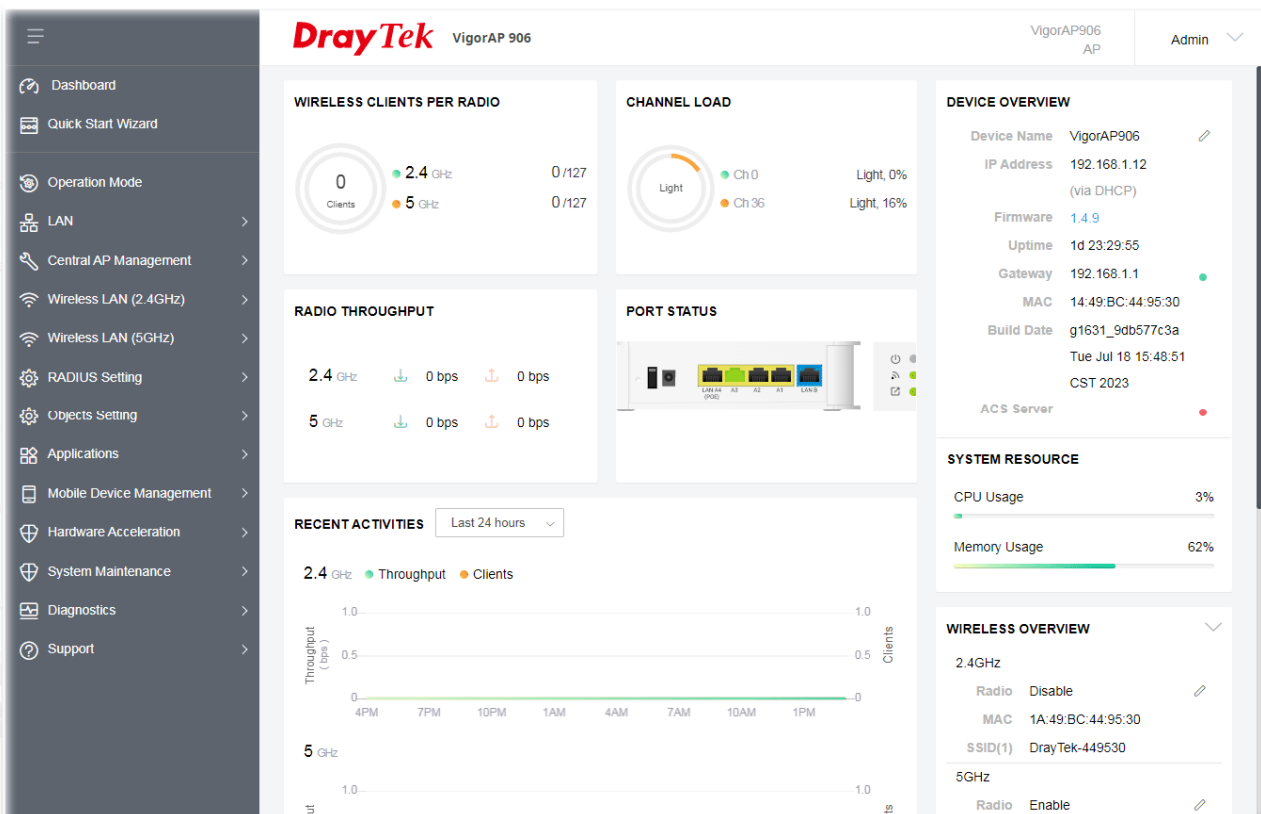 DrayTek VigorAP 906
VigorAP906
AP
Admin
Dashboard
Quick Start Wizard
Operation Mode
LAN
Central AP Management
Wireless LAN (2.4GHz)
Wireless LAN (5GHz)
RADIUS Setting
Objects Setting
Applications
Mobile Device Management
Hardware Acceleration
System Maintenance
Diagnostics
Support
WIRELESS CLIENTS PER RADIO
0
Clients
2.4 GHz 0 /127
5 GHz 0 /127
CHANNEL LOAD
Light
Ch 0 Light, 0%
Ch 36 Light, 16%
RADIO THROUGHPUT
2.4 GHz 0 bps 0 bps
5 GHz 0 bps 0 bps
PORT STATUS
LAN A4 A3 A2 A1 LAN B
(POE)
RECENT ACTIVITIES Last 24 hours
2.4 GHz Throughput Clients
Throughput
( bps )
1.0 1.0
0.5 0.5
0 0
Clients
4PM 7PM 10PM 1AM 4AM 7AM 10AM 1PM
5 GHz
1.0 1.0
DEVICE OVERVIEW
Device Name VigorAP906
IP Address 192.168.1.12
(via DHCP)
Firmware 1.4.9
Uptime 1d 23:29:55
Gateway 192.168.1.1
MAC 14:49:BC:44:95:30
Build Date g1631_9db577c3a
Tue Jul 18 15:48:51
CST 2023
ACS Server
SYSTEM RESOURCE
CPU Usage 3%
Memory Usage 62%
WIRELESS OVERVIEW
2.4GHz
Radio Disable
MAC 1A:49:BC:44:95:30
SSID(1) DrayTek-449530
5GHz
Radio Enable